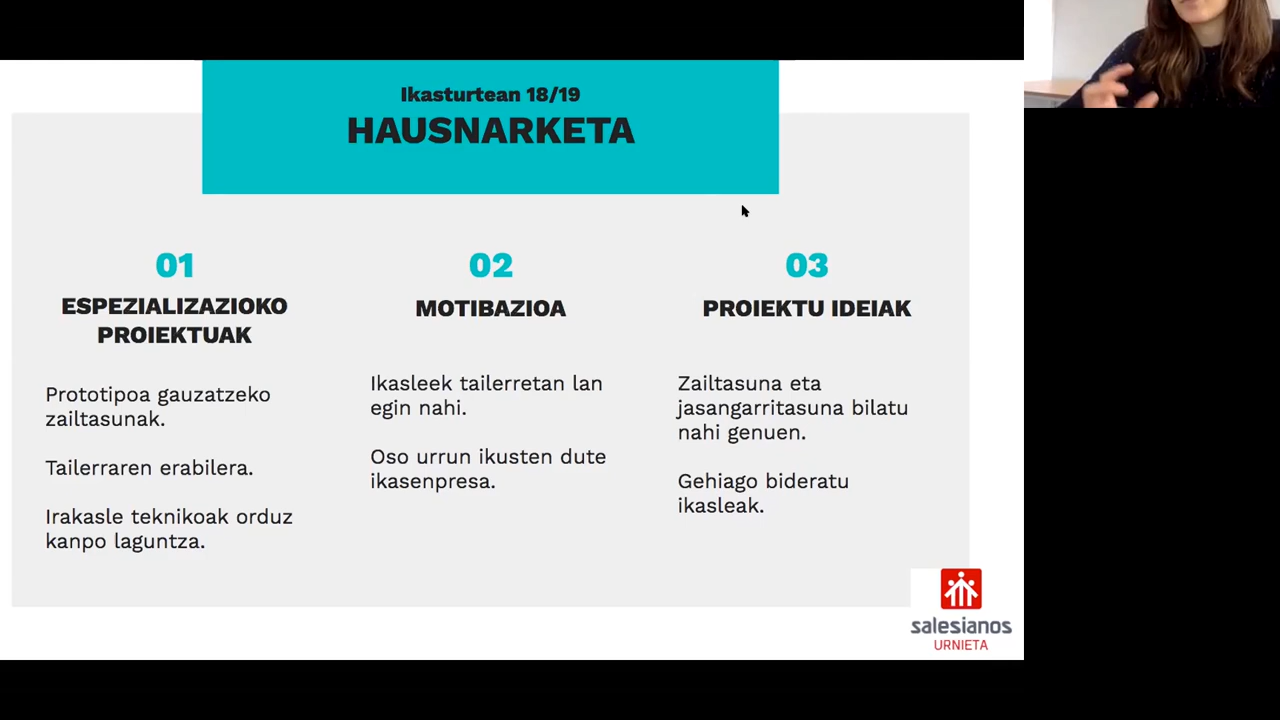 Ikasturtean 18/19
HAUSNARKETA
01
ESPEZIALIZAZIOKO
PROIEKTUAK
Prototipoa gauzatzeko
zailtasunak.
Tailerraren erabilera.
Irakasle teknikoak orduz
kanpo laguntza.
02
MOTIBAZIOA
Ikasleek tailerretan lan
egin nahi.
Oso urrun ikusten dute
ikasenpresa.
03
PROIEKTU IDEIAK
Zailtasuna eta
jasangarritasuna bilatu
nahi genuen.
Gehiago bideratu
ikasleak.
salesianos
URNIETA